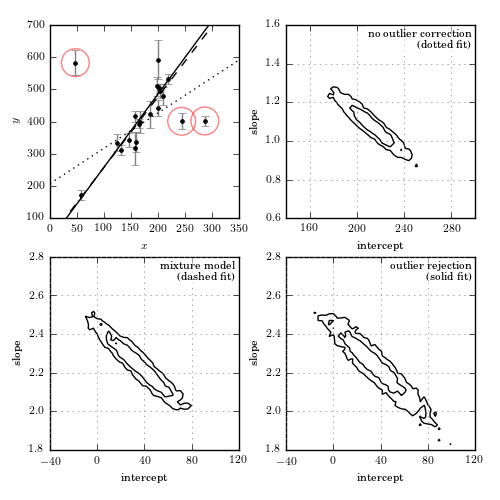 700
600
500
400
300
200
100
0 50 100 150 200 250 300 350
y
x
no outlier correction
(dotted fit)
1.6
1.4
1.2
1.0
0.8
0.6
160 200 240 280
slope
intercept
mixture model
(dashed fit)
2.8
2.6
2.4
2.2
2.0
1.8
−40 0 40 80 120
slope
intercept
outlier rejection
(solid fit)
2.8
2.6
2.4
2.2
2.0
1.8
−40 0 40 80 120
slope
intercept